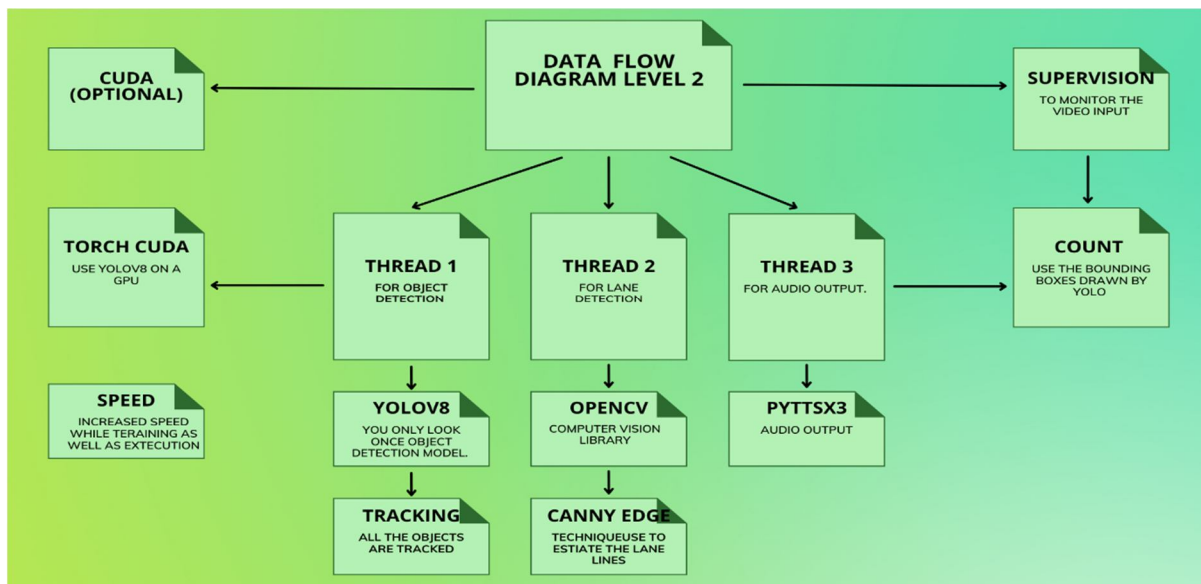 DATA FLOW
DIAGRAM LEVEL 2
CUDA
(OPTIONAL)
SUPERVISION
TO MONITOR THE
VIDEO INPUT
TORCH CUDA
USE YOLOV8 ON A
GPU
THREAD 1
FOR OBJECT
DETECTION
THREAD 2
FOR LANE
DETECTION
THREAD 3
FOR AUDIO OUTPUT.
COUNT
USE THE BOUNDING
BOXES DRAWN BY
YOLO
SPEED
INCREASED SPEED
WHILE TERAINING AS
WELL AS EXTECUTION
YOLOV8
YOU ONLY LOOK
ONCE OBJECT
DETECTION MODEL.
OPENCV
COMPUTER VISION
LIBRARY
PYTTSX3
AUDIO OUTPUT
TRACKING
ALL THE OBJECTS
ARE TRACKED
CANNY EDGE
TECHNIQUEUSE TO
ESTIATE THE LANE
LINES